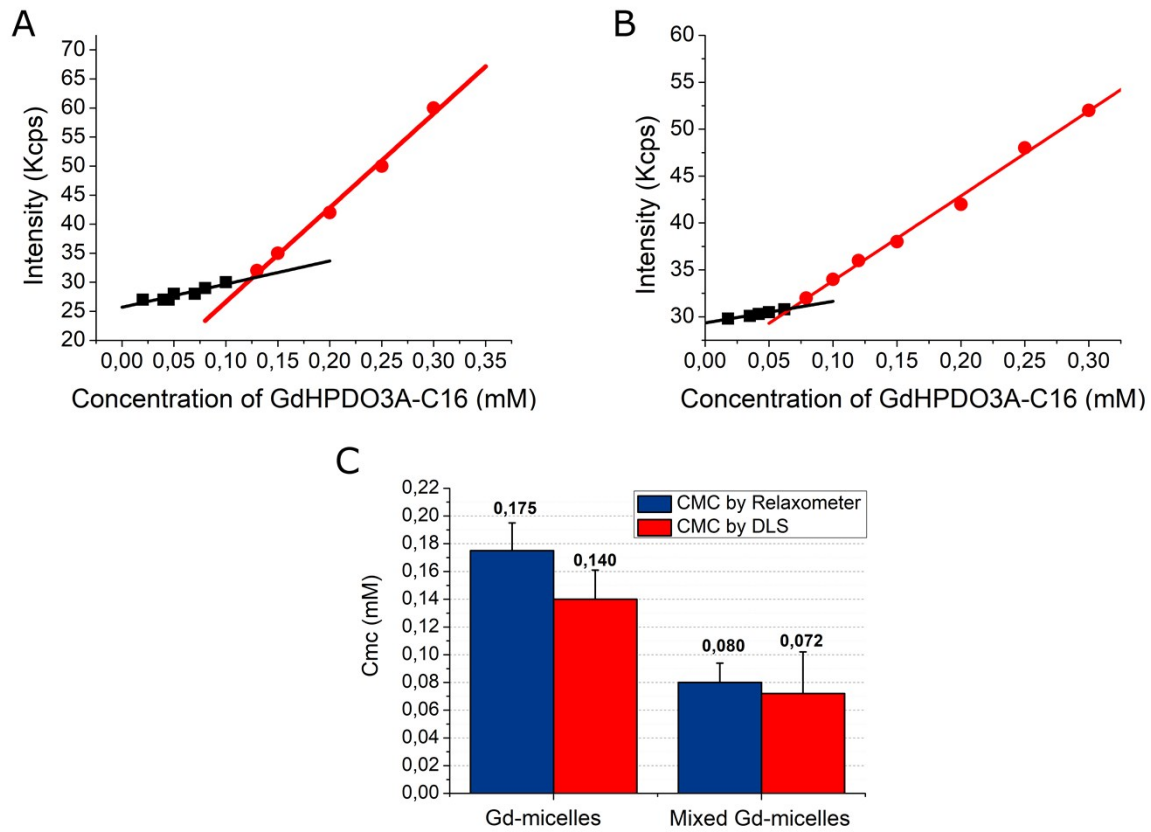 A
B
70
65
60
55
50
45
40
35
30
25
20
Intensity (Kcps)
0,00 0,05 0,10 0,15 0,20 0,25 0,30 0,35
Concentration of GdHPDO3A-C16 (mM)
60
55
50
45
40
35
30
Intensity (Kcps)
0,00 0,05 0,10 0,15 0,20 0,25 0,30
Concentration of GdHPDO3A-C16 (mM)
C
0,22
0,20
0,18
0,16
0,14
0,12
0,10
0,08
0,06
0,04
0,02
0,00
Cmc (mM)
CMC by Relaxometer
CMC by DLS
0,175
0,140
0,080
0,072
Gd-micelles
Mixed Gd-micelles